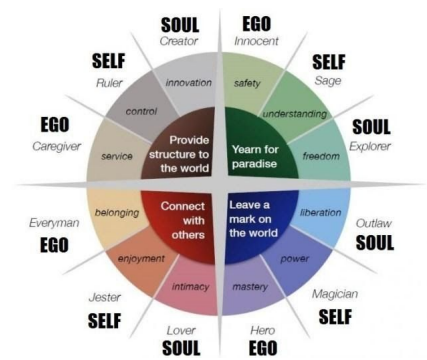 SOUL
Creator
EGO
Innocent
SELF
Ruler
SELF
Sage
EGO
Caregiver
SOUL
Explorer
innovation
safety
control
understanding
service
freedom
Provide
structure to
the world
Yearn for
paradise
Connect
with
others
Leave a
mark on
the world
belonging
liberation
enjoyment
power
intimacy
mastery
Everyman
EGO
Outlaw
SOUL
Jester
SELF
Magician
SELF
Lover
SOUL
Hero
EGO